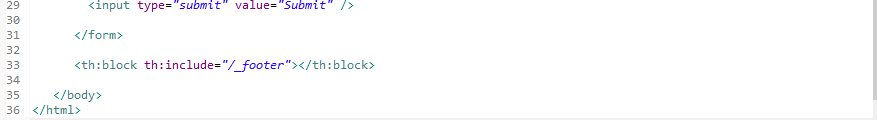 29 <input type="submit" value="Submit" />
30
31 </form>
32
33 <th:block th:include="/_footer"></th:block>
34
35 </body>
36 </html>